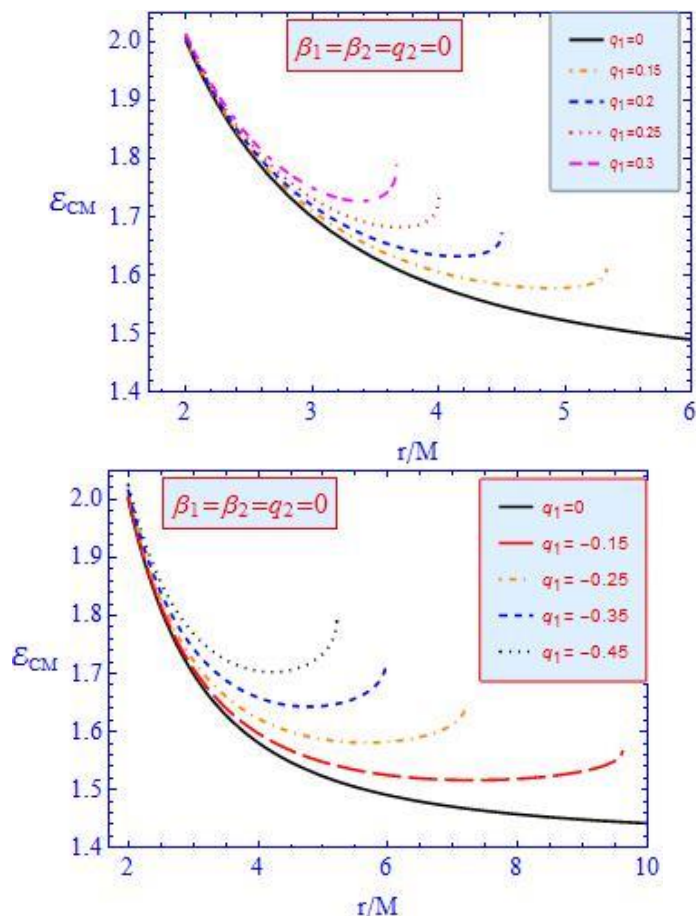 β₁=β₂=q₂=0
q₁=0
q₁=0.15
q₁=0.2
q₁=0.25
q₁=0.3
2.0
1.9
1.8
1.7
1.6
1.5
1.4
ℰCM
2 3 4 5 6
r/M
β₁=β₂=q₂=0
q₁=0
q₁= −0.15
q₁= −0.25
q₁= −0.35
q₁= −0.45
2.0
1.9
1.8
1.7
1.6
1.5
1.4
ℰCM
2 4 6 8 10
r/M